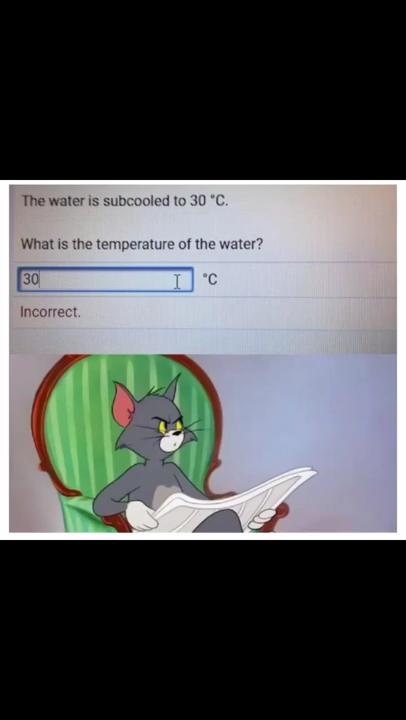 The water is subcooled to 30 °C.
What is the temperature of the water?
30 °C
Incorrect.